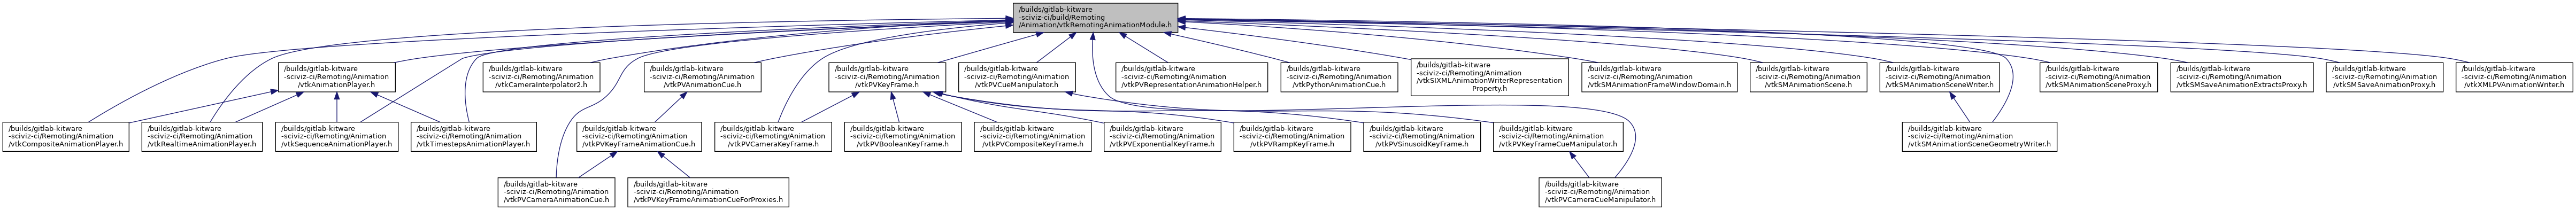 /builds/gitlab-kitware
-sciviz-ci/build/Remoting
/Animation/vtkRemotingAnimationModule.h
/builds/gitlab-kitware
-sciviz-ci/Remoting/Animation
/vtkAnimationPlayer.h
/builds/gitlab-kitware
-sciviz-ci/Remoting/Animation
/vtkCameraInterpolator2.h
/builds/gitlab-kitware
-sciviz-ci/Remoting/Animation
/vtkPVAnimationCue.h
/builds/gitlab-kitware
-sciviz-ci/Remoting/Animation
/vtkPVKeyFrame.h
/builds/gitlab-kitware
-sciviz-ci/Remoting/Animation
/vtkPVCueManipulator.h
/builds/gitlab-kitware
-sciviz-ci/Remoting/Animation
/vtkPVRepresentationAnimationHelper.h
/builds/gitlab-kitware
-sciviz-ci/Remoting/Animation
/vtkPythonAnimationCue.h
/builds/gitlab-kitware
-sciviz-ci/Remoting/Animation
/vtkSIXMLAnimationWriterRepresentation
Property.h
/builds/gitlab-kitware
-sciviz-ci/Remoting/Animation
/vtkSMAnimationFrameWindowDomain.h
/builds/gitlab-kitware
-sciviz-ci/Remoting/Animation
/vtkSMAnimationScene.h
/builds/gitlab-kitware
-sciviz-ci/Remoting/Animation
/vtkSMAnimationSceneWriter.h
/builds/gitlab-kitware
-sciviz-ci/Remoting/Animation
/vtkSMAnimationSceneProxy.h
/builds/gitlab-kitware
-sciviz-ci/Remoting/Animation
/vtkSMSaveAnimationExtractsProxy.h
/builds/gitlab-kitware
-sciviz-ci/Remoting/Animation
/vtkSMSaveAnimationProxy.h
/builds/gitlab-kitware
-sciviz-ci/Remoting/Animation
/vtkXMLPVAnimationWriter.h
/builds/gitlab-kitware
-sciviz-ci/Remoting/Animation
/vtkCompositeAnimationPlayer.h
/builds/gitlab-kitware
-sciviz-ci/Remoting/Animation
/vtkRealtimeAnimationPlayer.h
/builds/gitlab-kitware
-sciviz-ci/Remoting/Animation
/vtkSequenceAnimationPlayer.h
/builds/gitlab-kitware
-sciviz-ci/Remoting/Animation
/vtkTimestepsAnimationPlayer.h
/builds/gitlab-kitware
-sciviz-ci/Remoting/Animation
/vtkPVKeyFrameAnimationCue.h
/builds/gitlab-kitware
-sciviz-ci/Remoting/Animation
/vtkPVCameraKeyFrame.h
/builds/gitlab-kitware
-sciviz-ci/Remoting/Animation
/vtkPVBooleanKeyFrame.h
/builds/gitlab-kitware
-sciviz-ci/Remoting/Animation
/vtkPVCompositeKeyFrame.h
/builds/gitlab-kitware
-sciviz-ci/Remoting/Animation
/vtkPVExponentialKeyFrame.h
/builds/gitlab-kitware
-sciviz-ci/Remoting/Animation
/vtkPVRampKeyFrame.h
/builds/gitlab-kitware
-sciviz-ci/Remoting/Animation
/vtkPVSinusoidKeyFrame.h
/builds/gitlab-kitware
-sciviz-ci/Remoting/Animation
/vtkPVKeyFrameCueManipulator.h
/builds/gitlab-kitware
-sciviz-ci/Remoting/Animation
/vtkSMAnimationSceneGeometryWriter.h
/builds/gitlab-kitware
-sciviz-ci/Remoting/Animation
/vtkPVCameraAnimationCue.h
/builds/gitlab-kitware
-sciviz-ci/Remoting/Animation
/vtkPVKeyFrameAnimationCueForProxies.h
/builds/gitlab-kitware
-sciviz-ci/Remoting/Animation
/vtkPVCameraCueManipulator.h